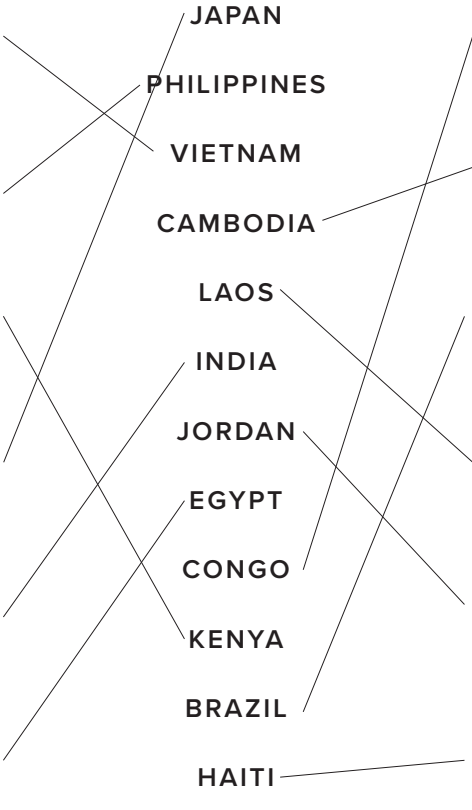 JAPAN
PHILIPPINES
VIETNAM
CAMBODIA
LAOS
INDIA
JORDAN
EGYPT
CONGO
KENYA
BRAZIL
HAITI